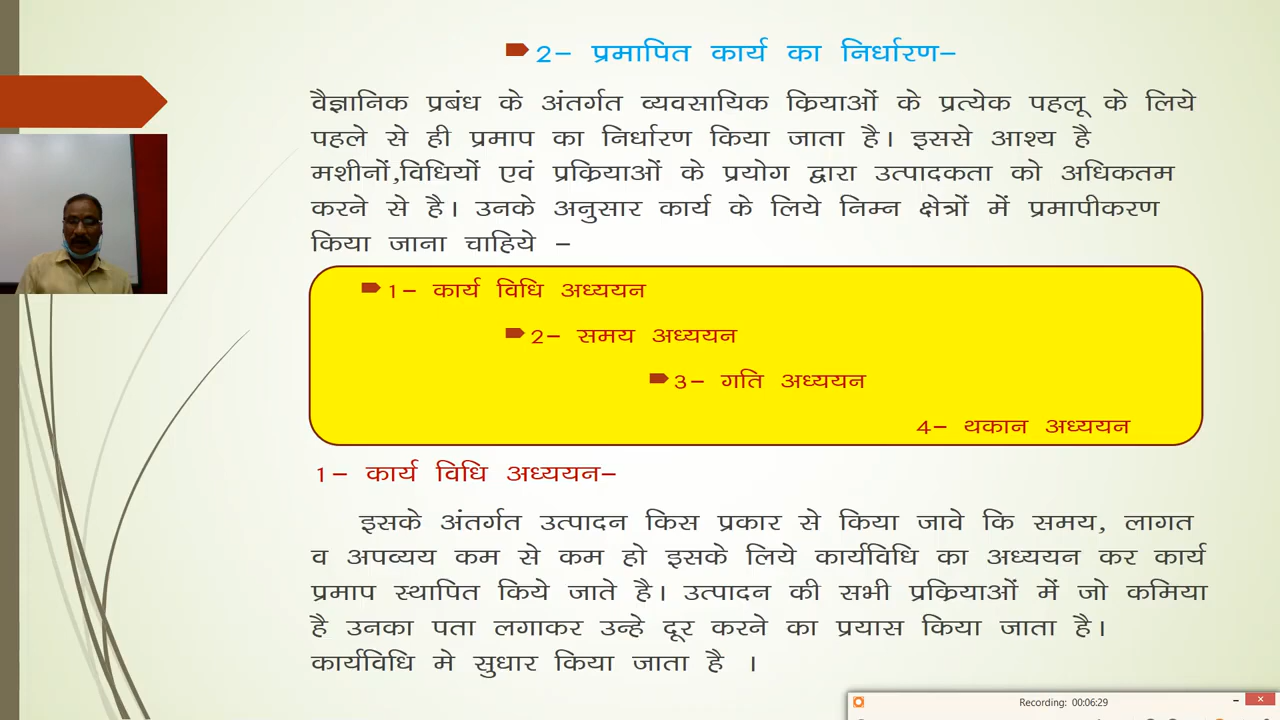 2– प्रमापित कार्य का निर्धारण–
वैज्ञानिक प्रबंध के अंतर्गत व्यवसायिक क्रियाओं के प्रत्येक पहलू के लिये
पहले से ही प्रमाप का निर्धारण किया जाता है। इससे आश्य है
मशीनों,विधियों एवं प्रक्रियाओं के प्रयोग द्वारा उत्पादकता को अधिकतम
करने से है। उनके अनुसार कार्य के लिये निम्न क्षेत्रों में प्रमापीकरण
किया जाना चाहिये –
1– कार्य विधि अध्ययन
2– समय अध्ययन
3– गति अध्ययन
4– थकान अध्ययन
1– कार्य विधि अध्ययन–
इसके अंतर्गत उत्पादन किस प्रकार से किया जावे कि समय, लागत
व अपव्यय कम से कम हो इसके लिये कार्यविधि का अध्ययन कर कार्य
प्रमाप स्थापित किये जाते है। उत्पादन की सभी प्रक्रियाओं में जो कमिया
है उनका पता लगाकर उन्हे दूर करने का प्रयास किया जाता है।
कार्यविधि मे सुधार किया जाता है ।
Recording: 00:06:29